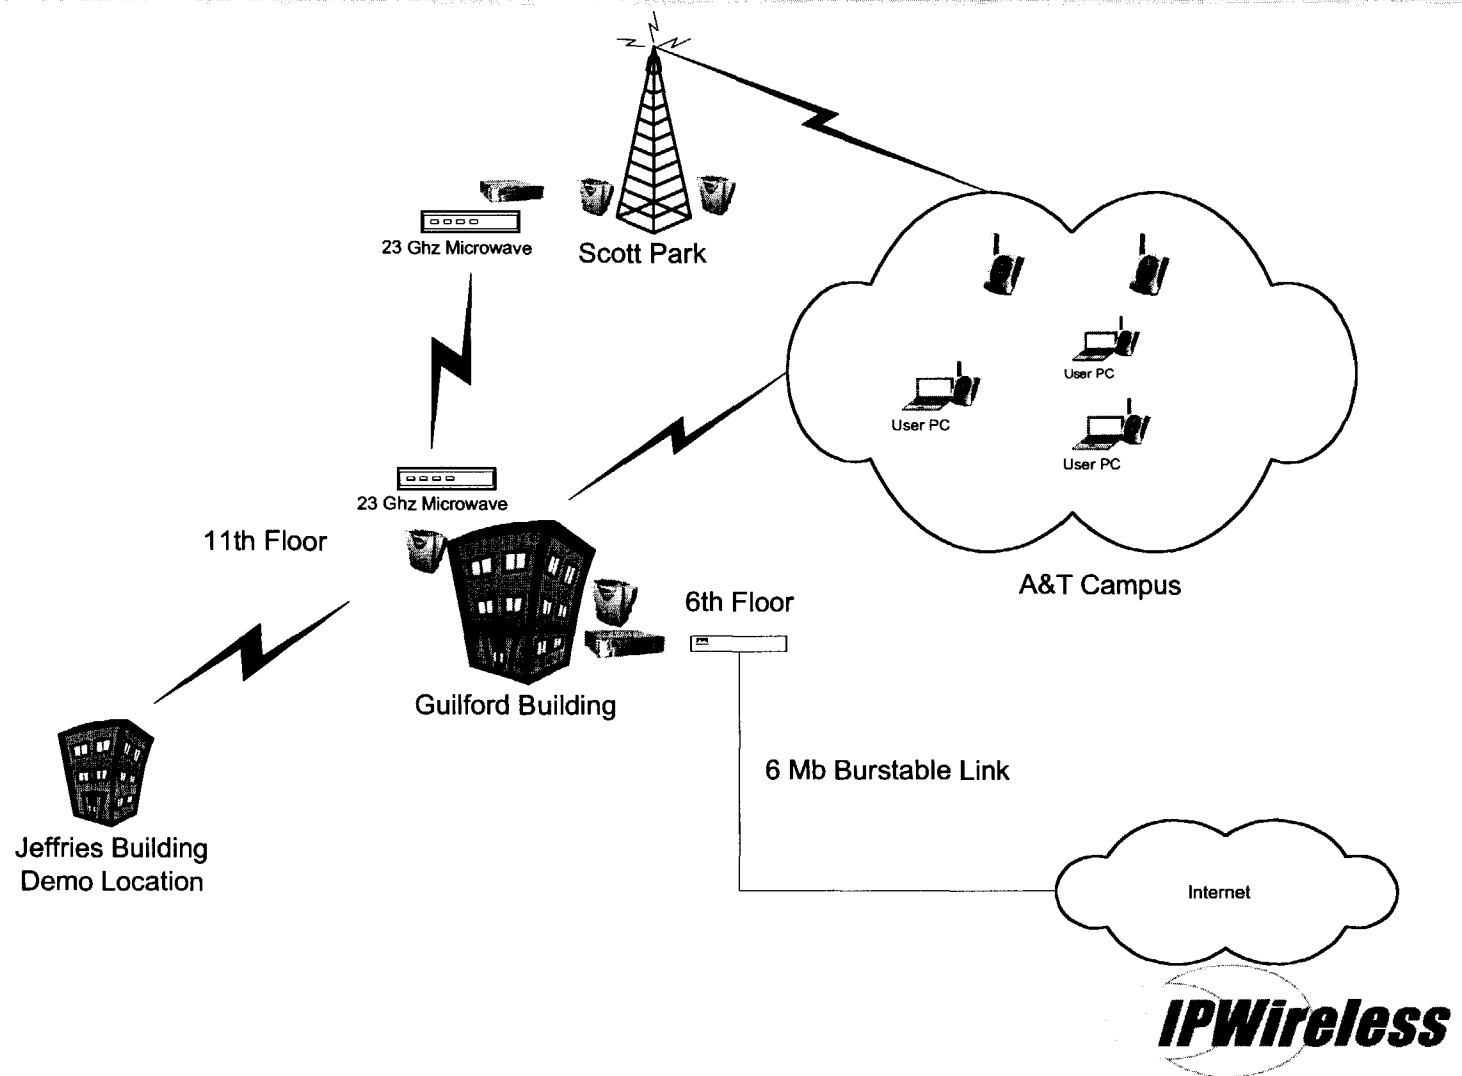 23 Ghz Microwave
Scott Park
User PC
User PC
User PC
23 Ghz Microwave
11th Floor
A&T Campus
6th Floor
Guilford Building
6 Mb Burstable Link
Jeffries Building
Demo Location
Internet
IPWireless